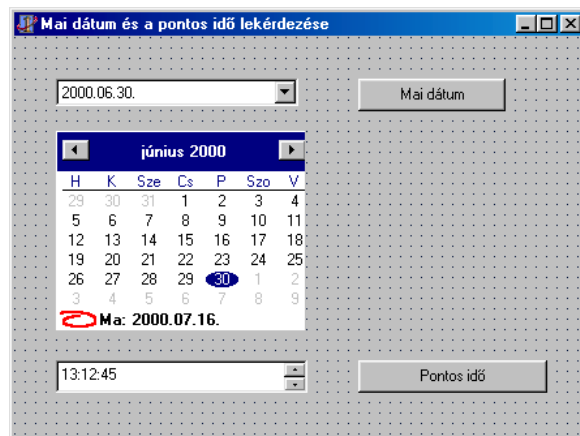 Mai dátum és a pontos idő lekérdezése
2000.06.30.
Mai dátum
június 2000
H K Sze Cs P Szo V
29 30 31 1 2 3 4
5 6 7 8 9 10 11
12 13 14 15 16 17 18
19 20 21 22 23 24 25
26 27 28 29 30 1 2
3 4 5 6 7 8 9
Ma: 2000.07.16.
13:12:45
Pontos idő